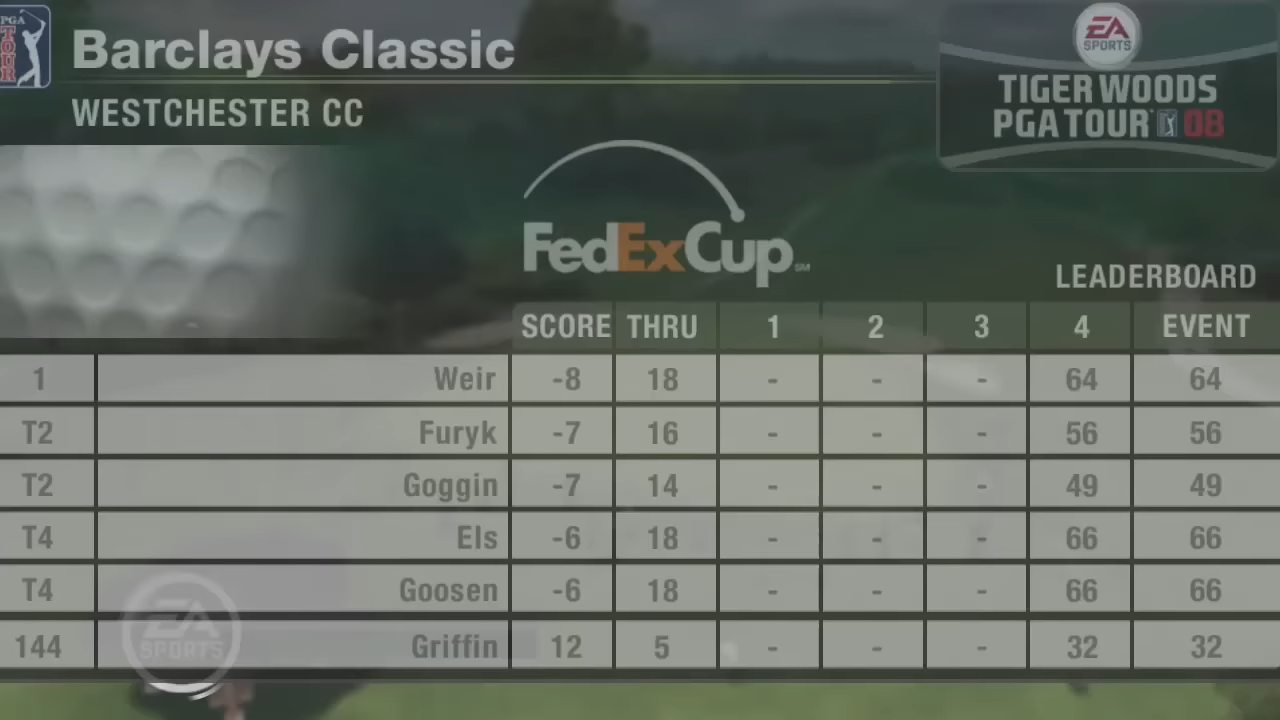 PGA TOUR
Barclays Classic
WESTCHESTER CC
EA SPORTS
TIGER WOODS
PGA TOUR 08
FedExCup SM
LEADERBOARD
SCORE THRU 1 2 3 4 EVENT
1 Weir -8 18 - - - 64 64
T2 Furyk -7 16 - - - 56 56
T2 Goggin -7 14 - - - 49 49
T4 Els -6 18 - - - 66 66
T4 Goosen -6 18 - - - 66 66
144 Griffin 12 5 - - - 32 32
EA SPORTS